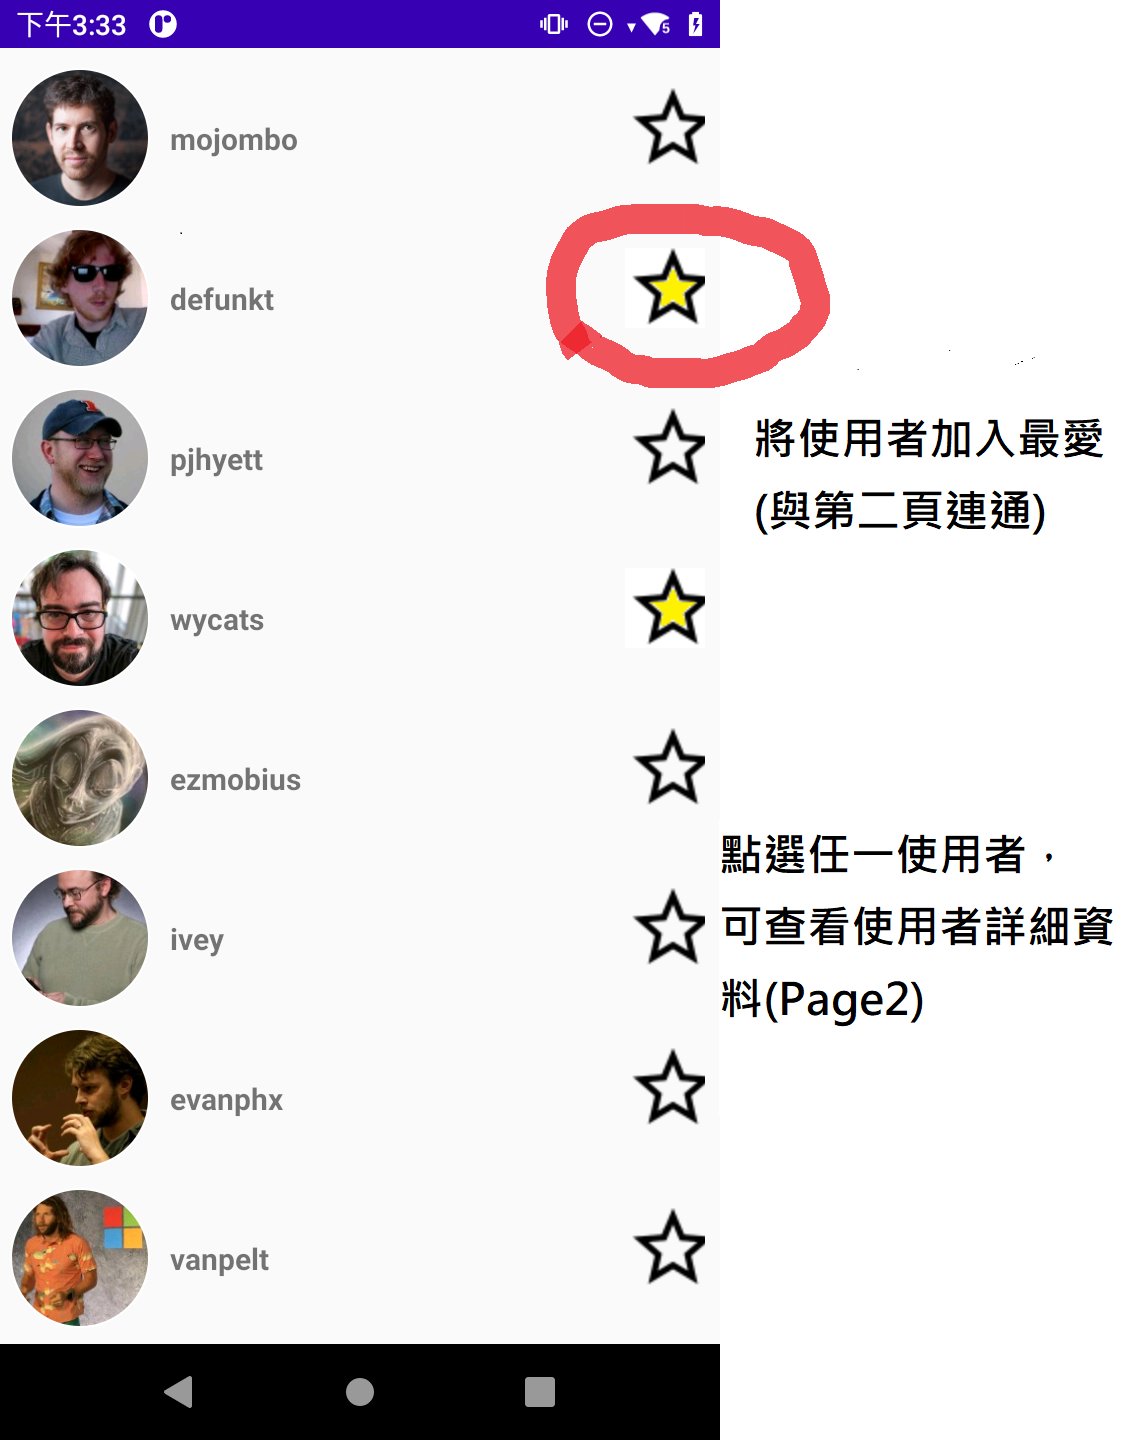 下午3:33
5
mojombo
defunkt
pjhyett
wycats
ezmobius
ivey
evanphx
vanpelt
將使用者加入最愛
(與第二頁連通)
點選任一使用者，
可查看使用者詳細資
料(Page2)